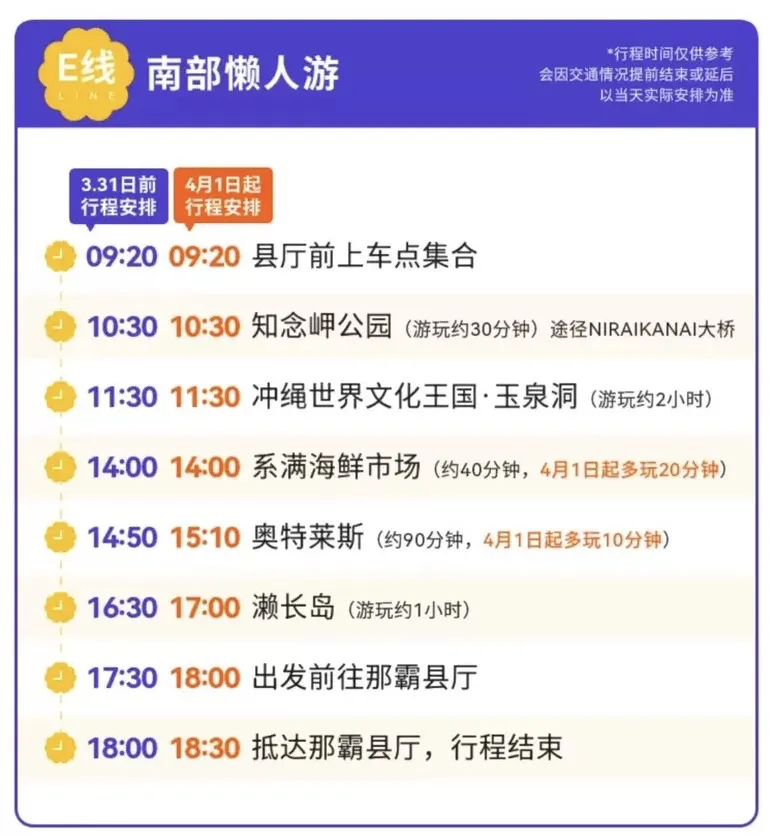 E线
LINE
南部懒人游
*行程时间仅供参考
会因交通情况提前结束或延后
以当天实际安排为准
3.31日前
行程安排
4月1日起
行程安排
09:20 09:20 县厅前上车点集合
10:30 10:30 知念岬公园（游玩约30分钟）途径NIRAIKANAI大桥
11:30 11:30 冲绳世界文化王国·玉泉洞（游玩约2小时）
14:00 14:00 系满海鲜市场（约40分钟，4月1日起多玩20分钟）
14:50 15:10 奥特莱斯（约90分钟，4月1日起多玩10分钟）
16:30 17:00 濑长岛（游玩约1小时）
17:30 18:00 出发前往那霸县厅
18:00 18:30 抵达那霸县厅，行程结束